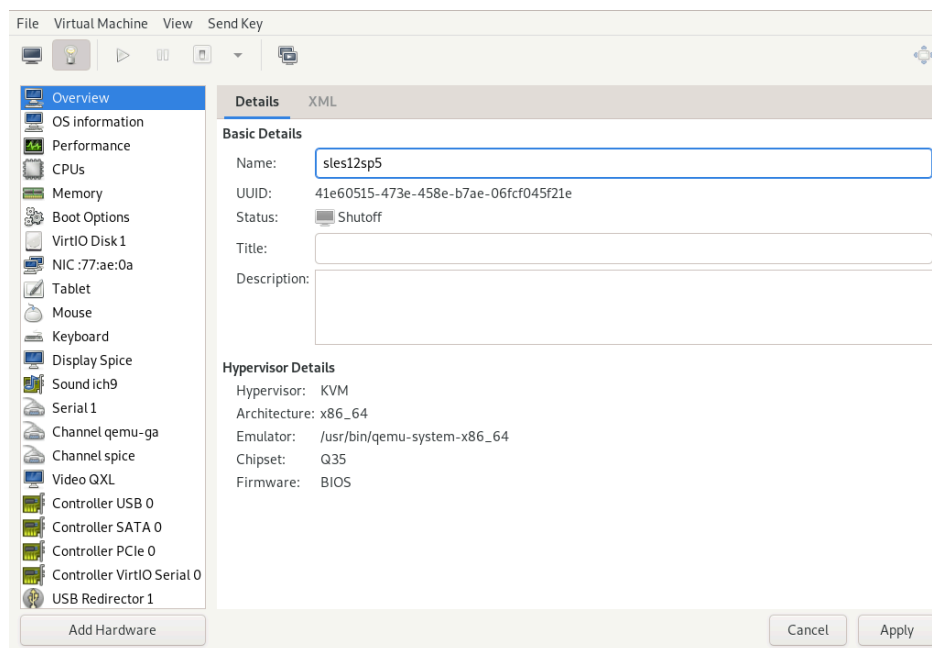 File Virtual Machine View Send Key
Overview
OS information
Performance
CPUs
Memory
Boot Options
VirtIO Disk 1
NIC :77:ae:0a
Tablet
Mouse
Keyboard
Display Spice
Sound ich9
Serial 1
Channel qemu-ga
Channel spice
Video QXL
Controller USB 0
Controller SATA 0
Controller PCIe 0
Controller VirtIO Serial 0
USB Redirector 1
Add Hardware
Details XML
Basic Details
Name: sles12sp5
UUID: 41e60515-473e-458e-b7ae-06fcf045f21e
Status: Shutoff
Title:
Description:
Hypervisor Details
Hypervisor: KVM
Architecture: x86_64
Emulator: /usr/bin/qemu-system-x86_64
Chipset: Q35
Firmware: BIOS
Cancel Apply